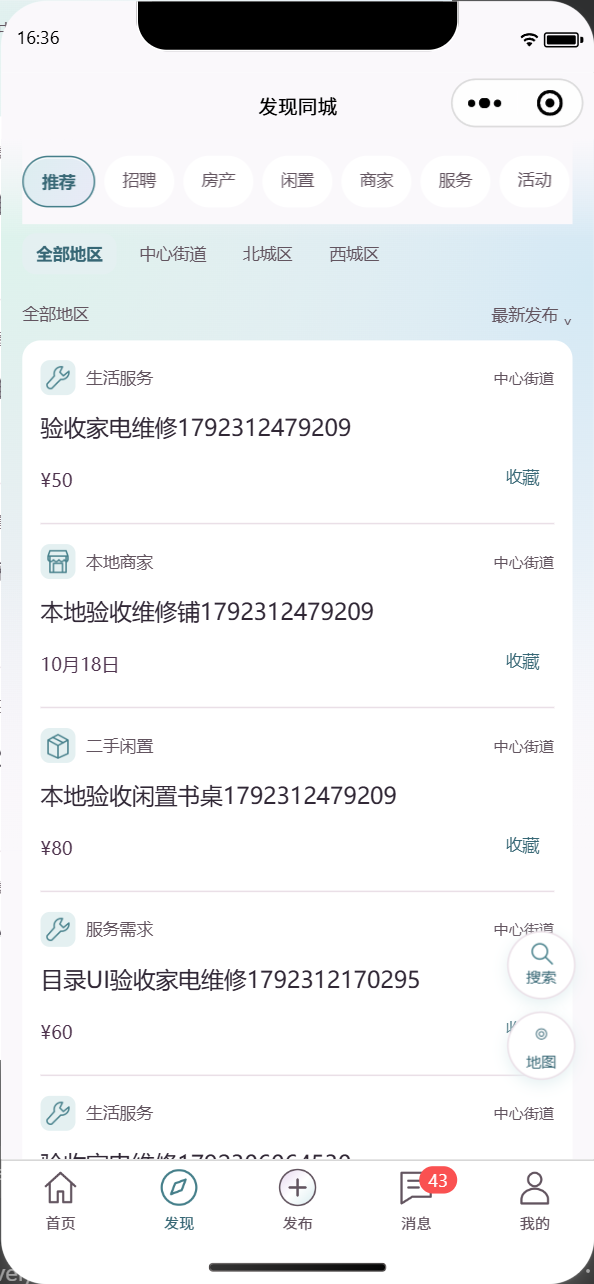 16:36
发现同城
推荐 招聘 房产 闲置 商家 服务 活动
全部地区 中心街道 北城区 西城区
全部地区 最新发布
生活服务 中心街道
验收家电维修1792312479209
¥50 收藏
本地商家 中心街道
本地验收维修铺1792312479209
10月18日 收藏
二手闲置 中心街道
本地验收闲置书桌1792312479209
¥80 收藏
服务需求 中心街道
目录UI验收家电维修1792312170295
搜索
¥60
地图
生活服务 中心街道
43
首页 发现 发布 消息 我的